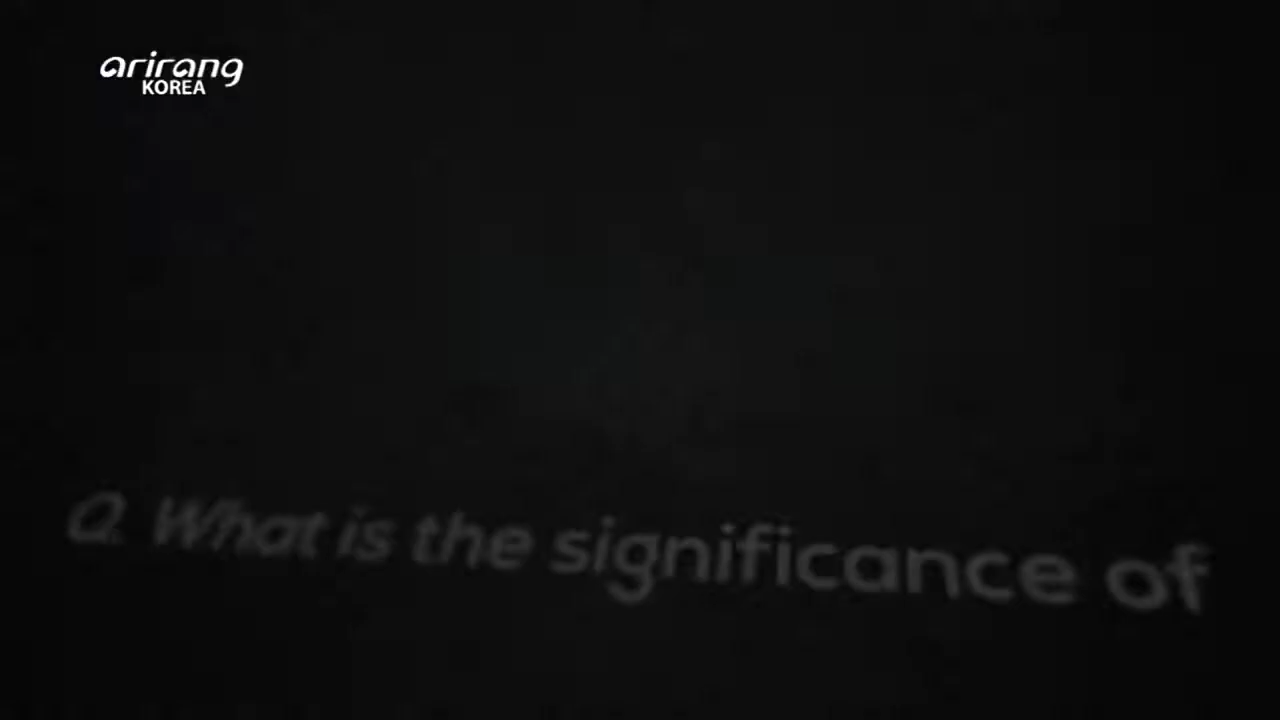 arirang
KOREA
Q. What is the significance of